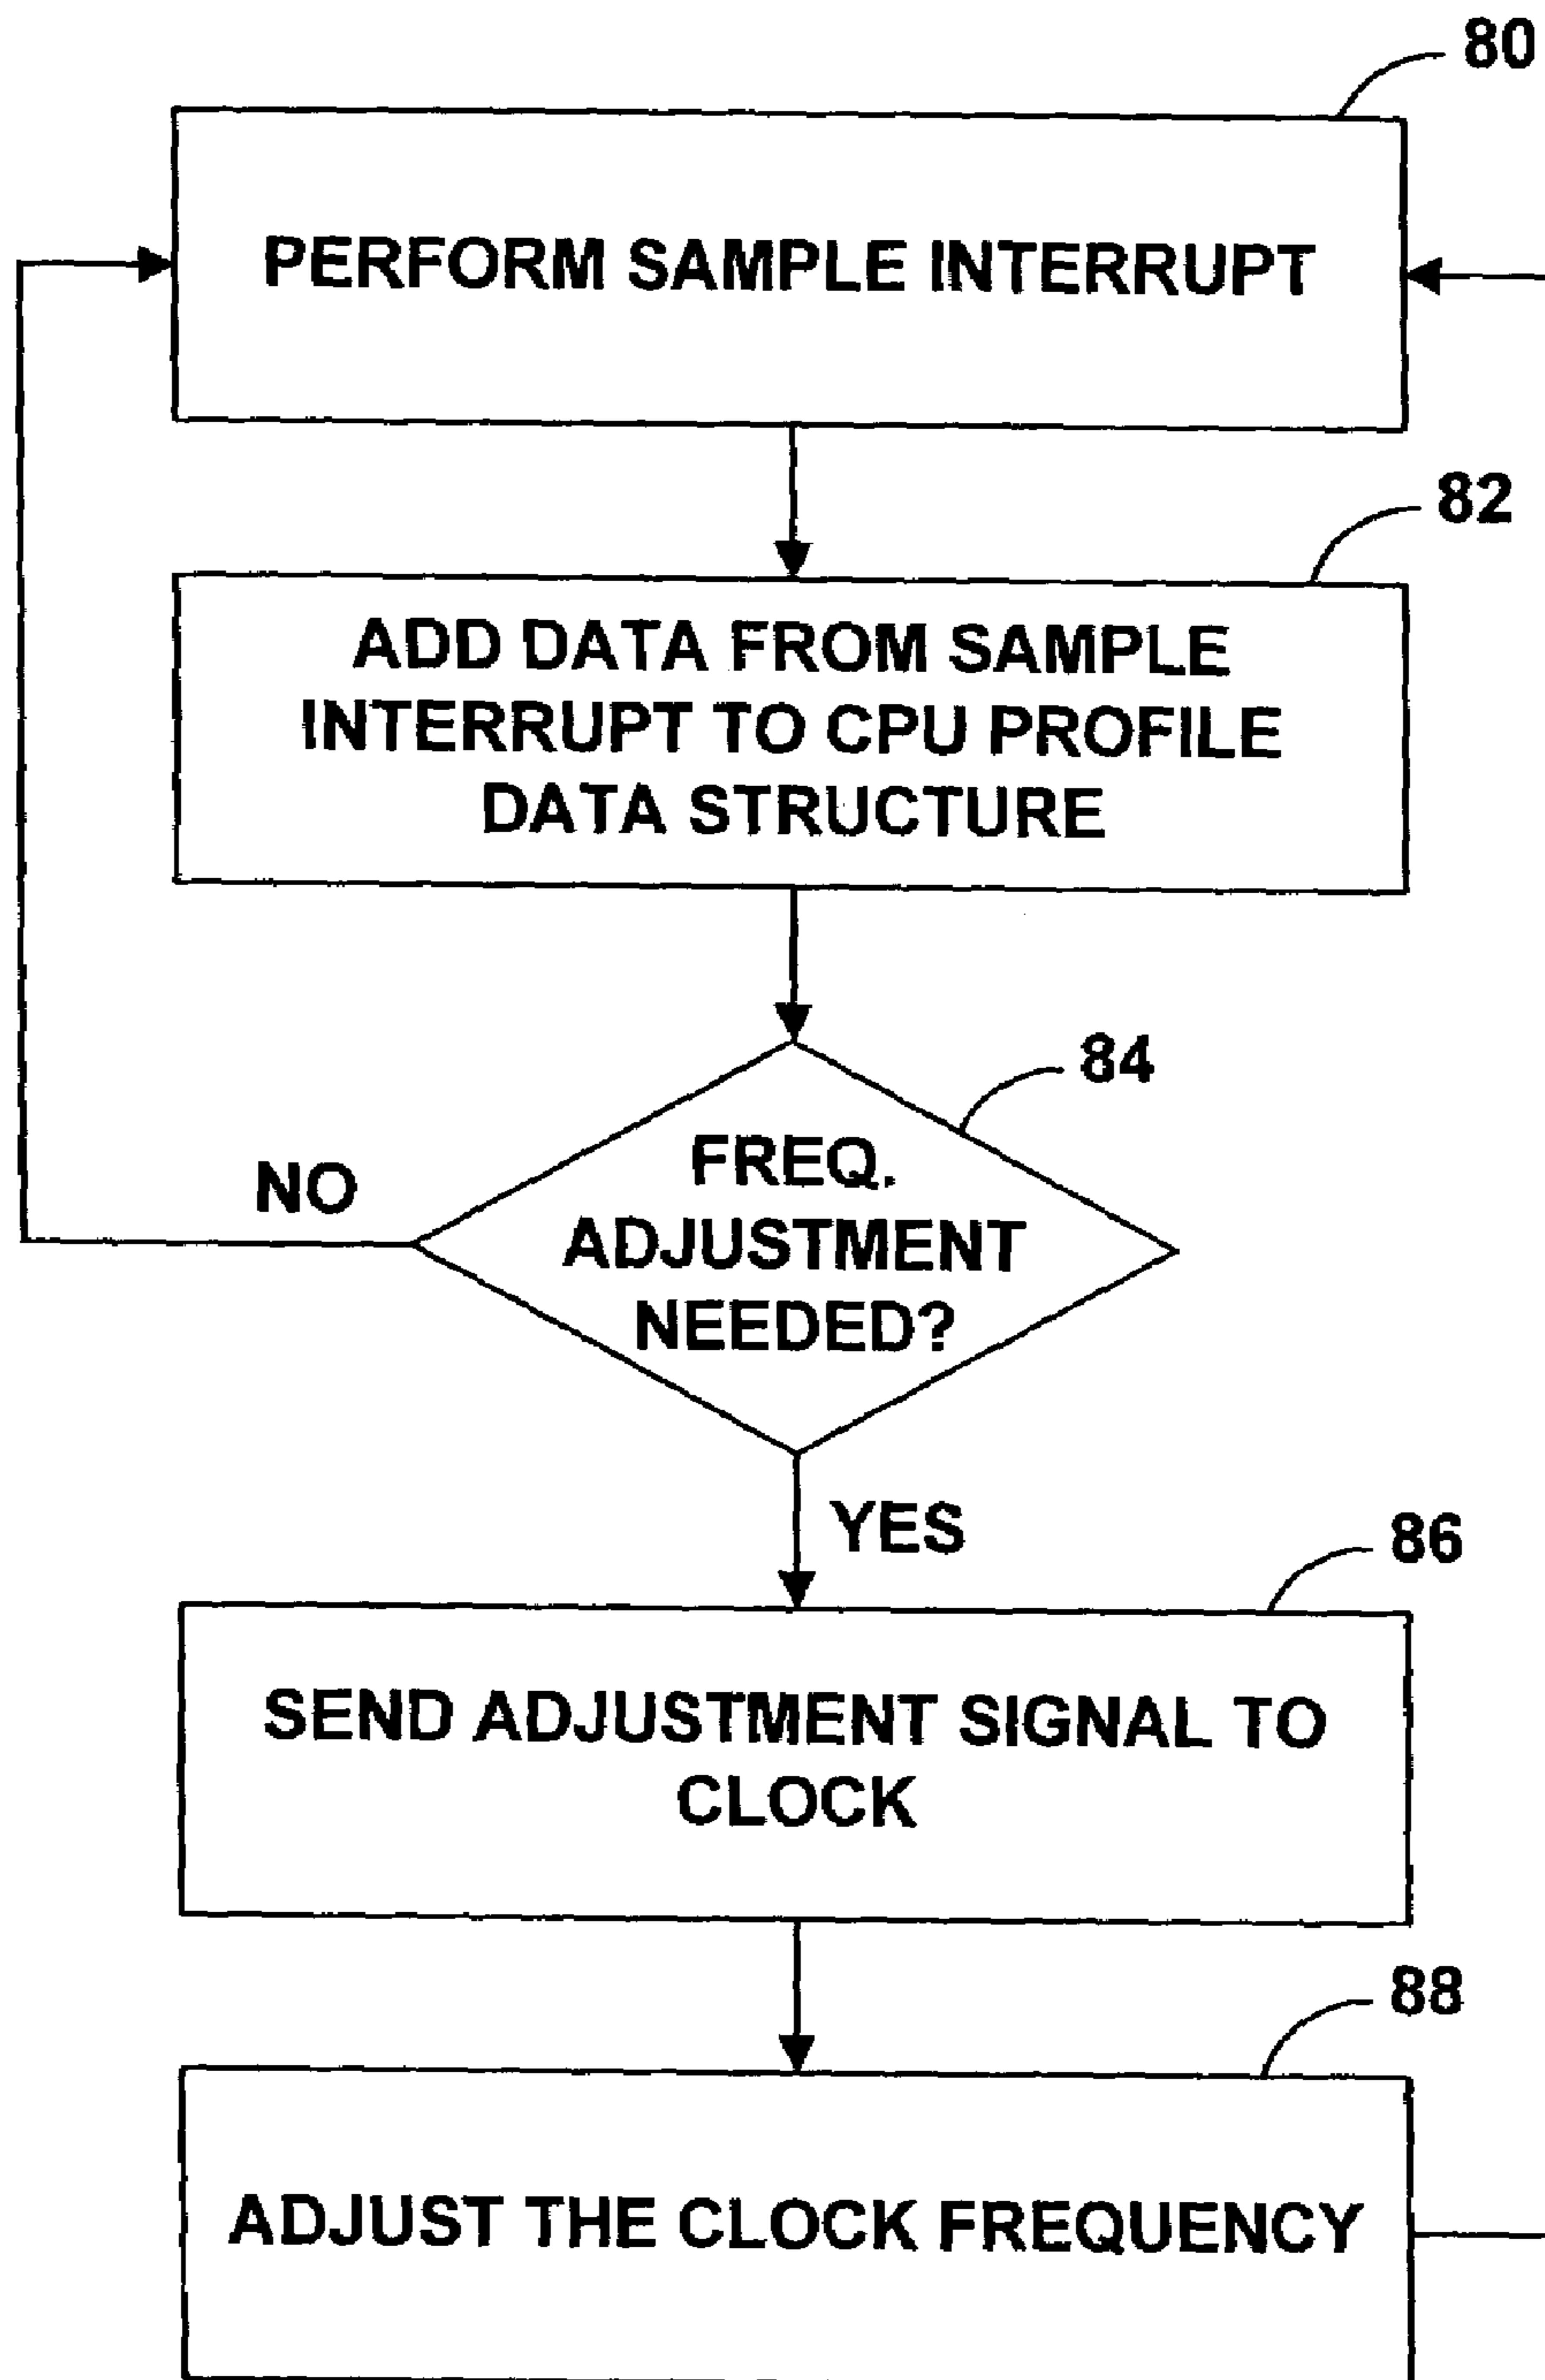 80
PERFORM SAMPLE INTERRUPT
82
ADD DATA FROM SAMPLE
INTERRUPT TO CPU PROFILE
DATA STRUCTURE
84
FREQ.
ADJUSTMENT
NEEDED?
NO
YES
86
SEND ADJUSTMENT SIGNAL TO
CLOCK
88
ADJUST THE CLOCK FREQUENCY